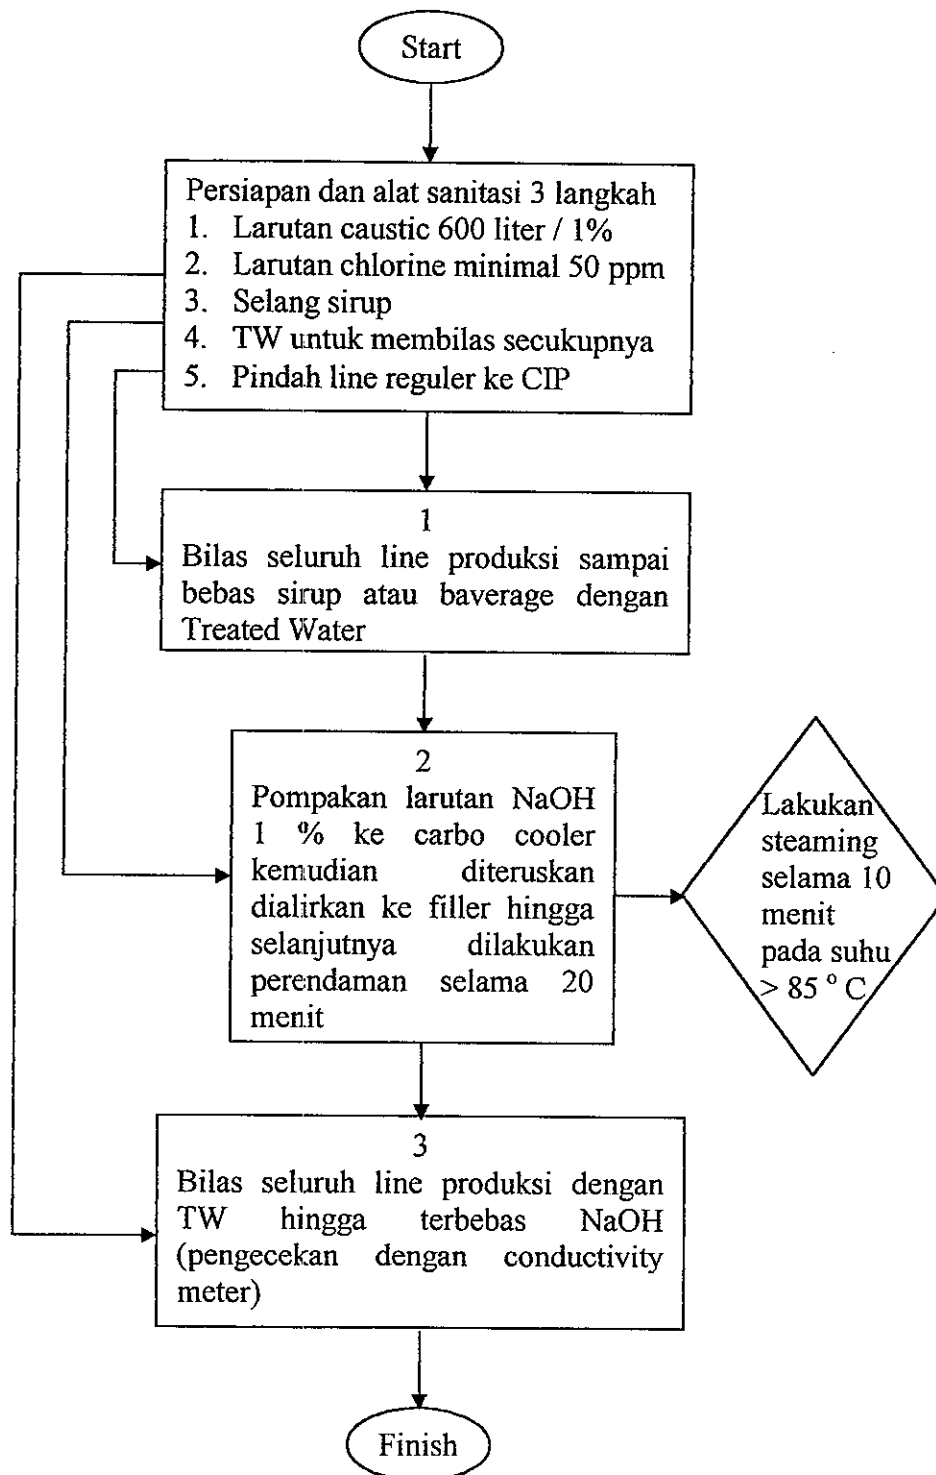 Start
Persiapan dan alat sanitasi 3 langkah
1. Larutan caustic 600 liter / 1%
2. Larutan chlorine minimal 50 ppm
3. Selang sirup
4. TW untuk membilas secukupnya
5. Pindah line reguler ke CIP
1
Bilas seluruh line produksi sampai
bebas sirup atau baverage dengan
Treated Water
2
Pompakan larutan NaOH
1 % ke carbo cooler
kemudian diteruskan
dialirkan ke filler hingga
selanjutnya dilakukan
perendaman selama 20
menit
Lakukan
steaming
selama 10
menit
pada suhu
> 85 ° C
3
Bilas seluruh line produksi dengan
TW hingga terbebas NaOH
(pengecekan dengan conductivity
meter)
Finish